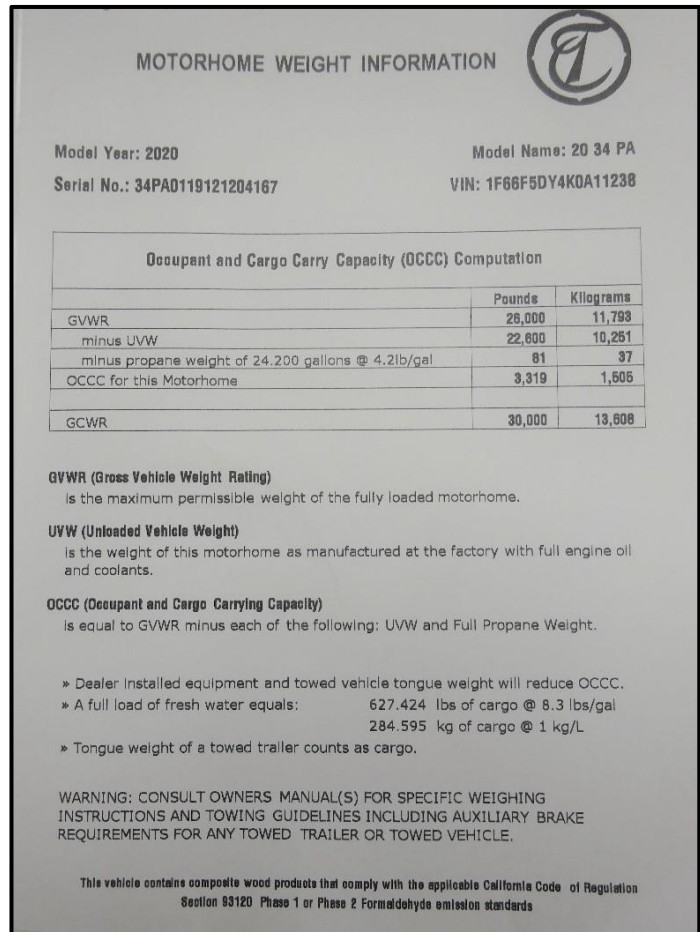 MOTORHOME WEIGHT INFORMATION
Model Year: 2020 Model Name: 20 34 PA
Serial No.: 34PA0119121204167 VIN: 1F66F5DY4K0A11238
Occupant and Cargo Carry Capacity (OCCC) Computation
Pounds Kilograms
GVWR 26,000 11,793
minus UVW 22,600 10,251
minus propane weight of 24.200 gallons @ 4.2lb/gal 81 37
OCCC for this Motorhome 3,319 1,505
GCWR 30,000 13,608
GVWR (Gross Vehicle Weight Rating)
is the maximum permissible weight of the fully loaded motorhome.
UVW (Unloaded Vehicle Weight)
is the weight of this motorhome as manufactured at the factory with full engine oil
and coolants.
OCCC (Occupant and Cargo Carrying Capacity)
is equal to GVWR minus each of the following: UVW and Full Propane Weight.
» Dealer installed equipment and towed vehicle tongue weight will reduce OCCC.
» A full load of fresh water equals: 627.424 lbs of cargo @ 8.3 lbs/gal
284.595 kg of cargo @ 1 kg/L
» Tongue weight of a towed trailer counts as cargo.
WARNING: CONSULT OWNERS MANUAL(S) FOR SPECIFIC WEIGHING
INSTRUCTIONS AND TOWING GUIDELINES INCLUDING AUXILIARY BRAKE
REQUIREMENTS FOR ANY TOWED TRAILER OR TOWED VEHICLE.
This vehicle contains composite wood products that comply with the applicable California Code of Regulation
Section 93120 Phase 1 or Phase 2 Formaldehyde emission standards